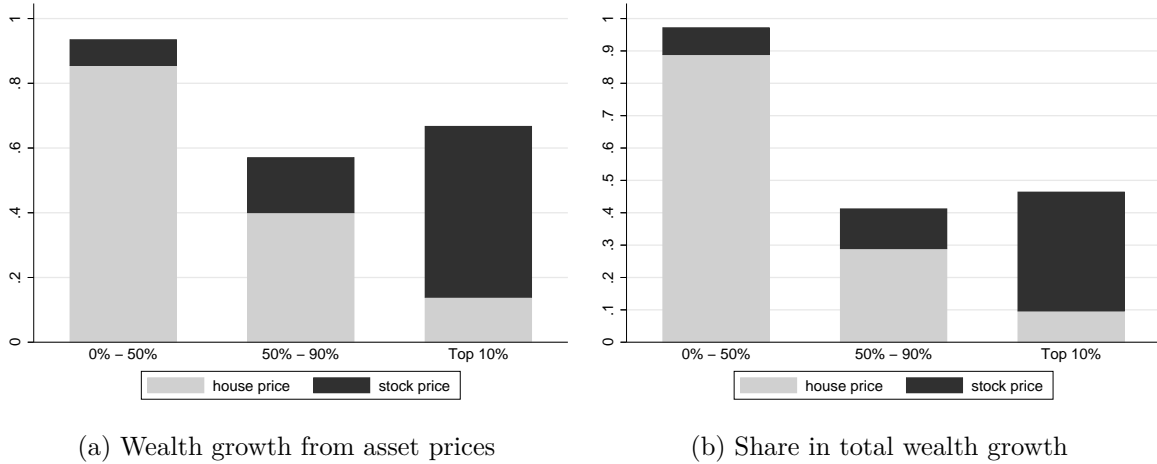 1
.8
.6
.4
.2
0
0% − 50%
50% − 90%
Top 10%
house price
stock price
(a) Wealth growth from asset prices
1
.9
.8
.7
.6
.5
.4
.3
.2
.1
0
0% − 50%
50% − 90%
Top 10%
house price
stock price
(b) Share in total wealth growth